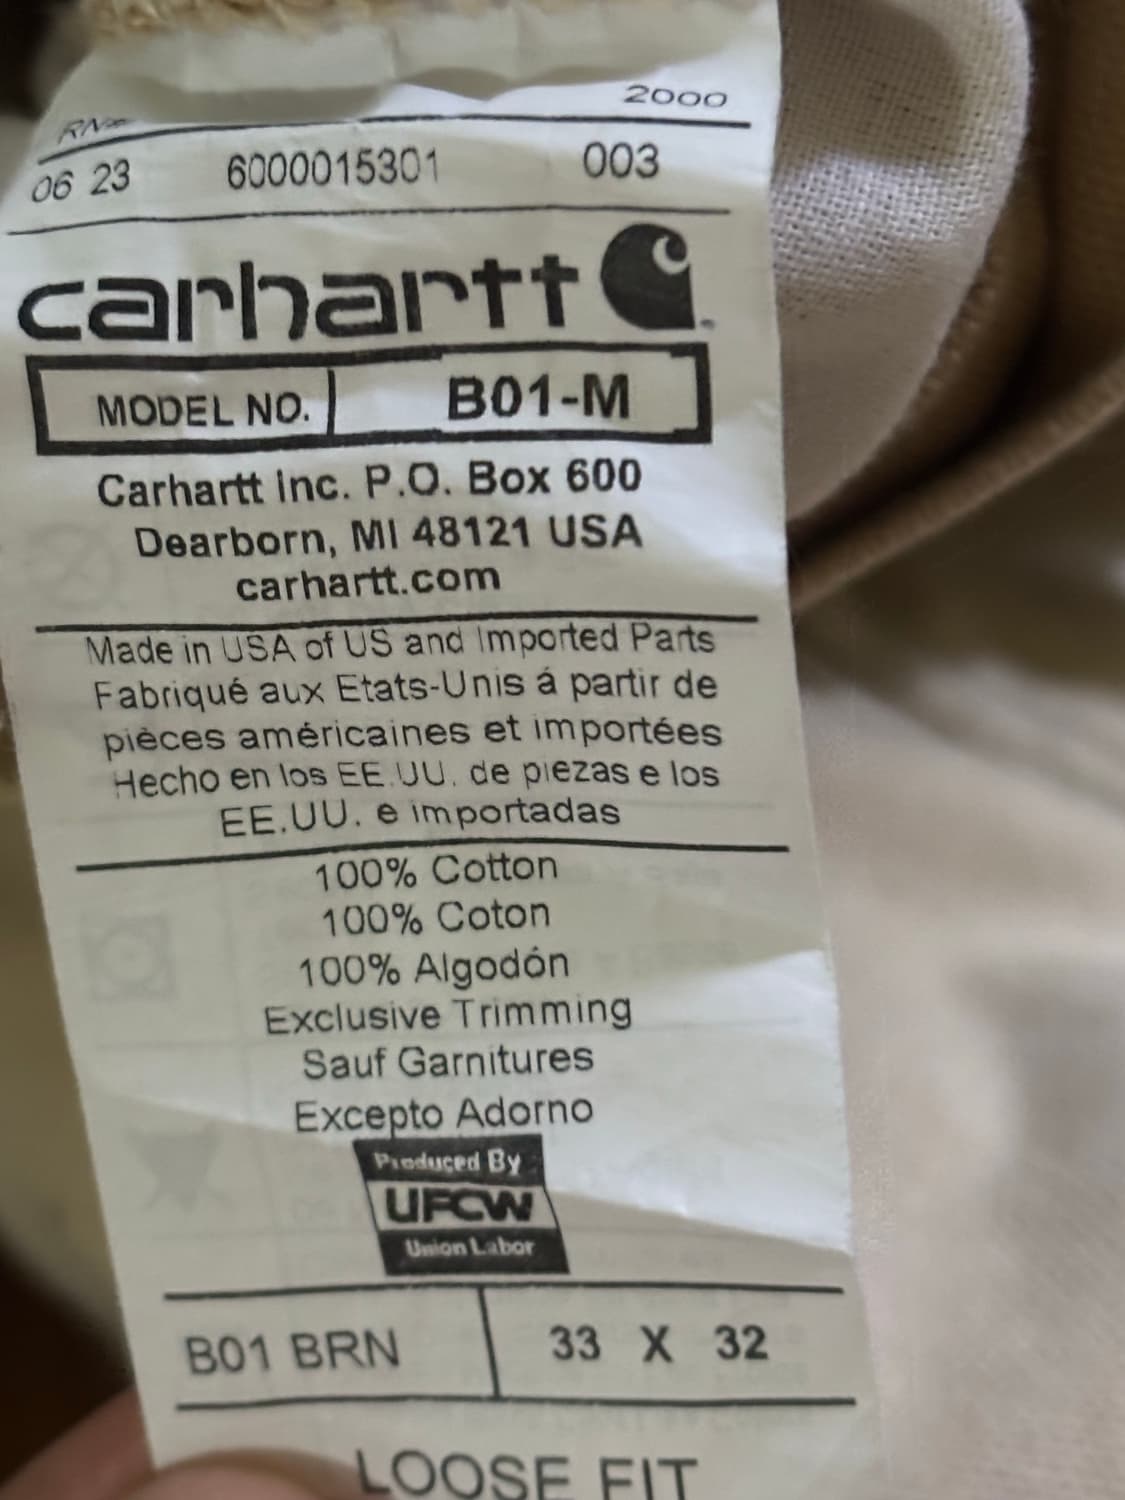 RN# 2000
06 23 6000015301 003
carhartt
MODEL NO. B01-M
Carhartt Inc. P.O. Box 600
Dearborn, MI 48121 USA
carhartt.com
Made in USA of US and Imported Parts
Fabriqué aux Etats-Unis á partir de
pièces américaines et importées
Hecho en los EE.UU. de piezas e los
EE.UU. e importadas
100% Cotton
100% Coton
100% Algodón
Exclusive Trimming
Sauf Garnitures
Excepto Adorno
Produced By
UFCW
Union Labor
B01 BRN 33 X 32
LOOSE FIT